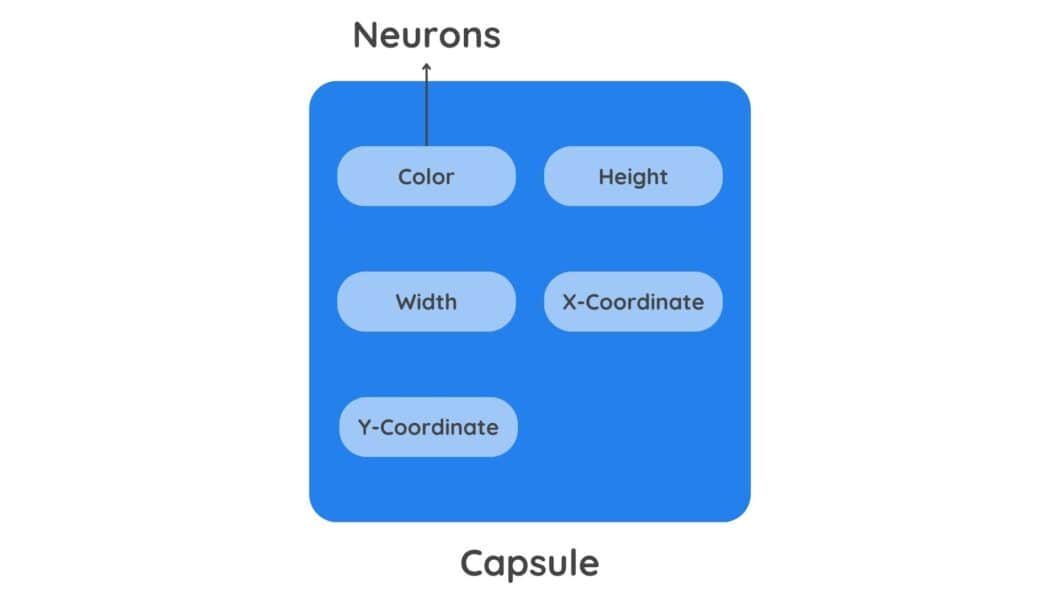 Neurons
Color
Height
Width
X-Coordinate
Y-Coordinate
Capsule